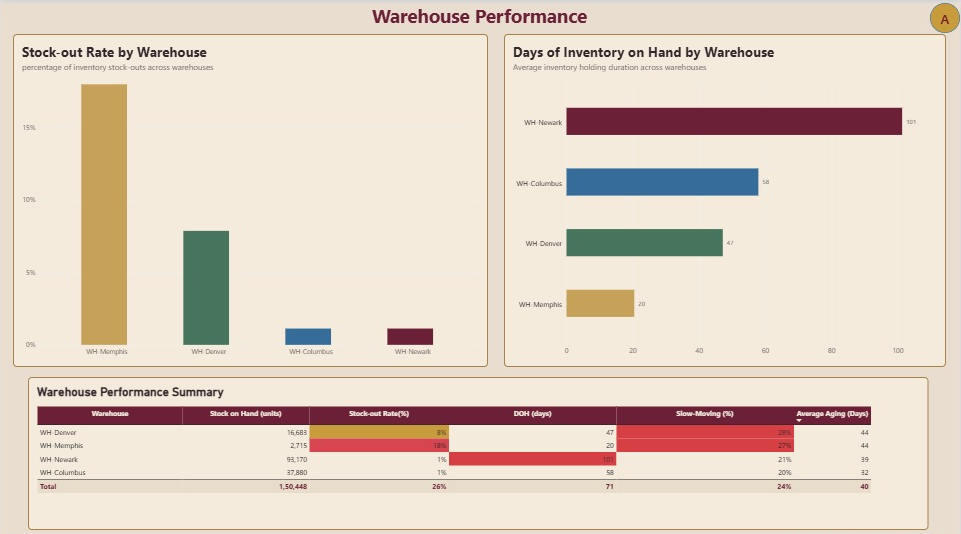 Warehouse Performance
A
Stock-out Rate by Warehouse
percentage of inventory stock-outs across warehouses
15%
10%
5%
0%
WH-Memphis WH-Denver WH-Columbus WH-Newark
Days of Inventory on Hand by Warehouse
Average inventory holding duration across warehouses
WH-Newark 101
WH-Columbus 58
WH-Denver 47
WH-Memphis 20
0 20 40 60 80 100
Warehouse Performance Summary
Warehouse Stock on Hand (units) Stock-out Rate(%) DOH (days) Slow-Moving (%) Average Aging (Days)
WH-Denver 16,683 8% 47 28% 44
WH-Memphis 2,715 18% 20 27% 44
WH-Newark 93,170 1% 101 21% 39
WH-Columbus 37,880 1% 58 20% 32
Total 1,50,448 26% 71 24% 40